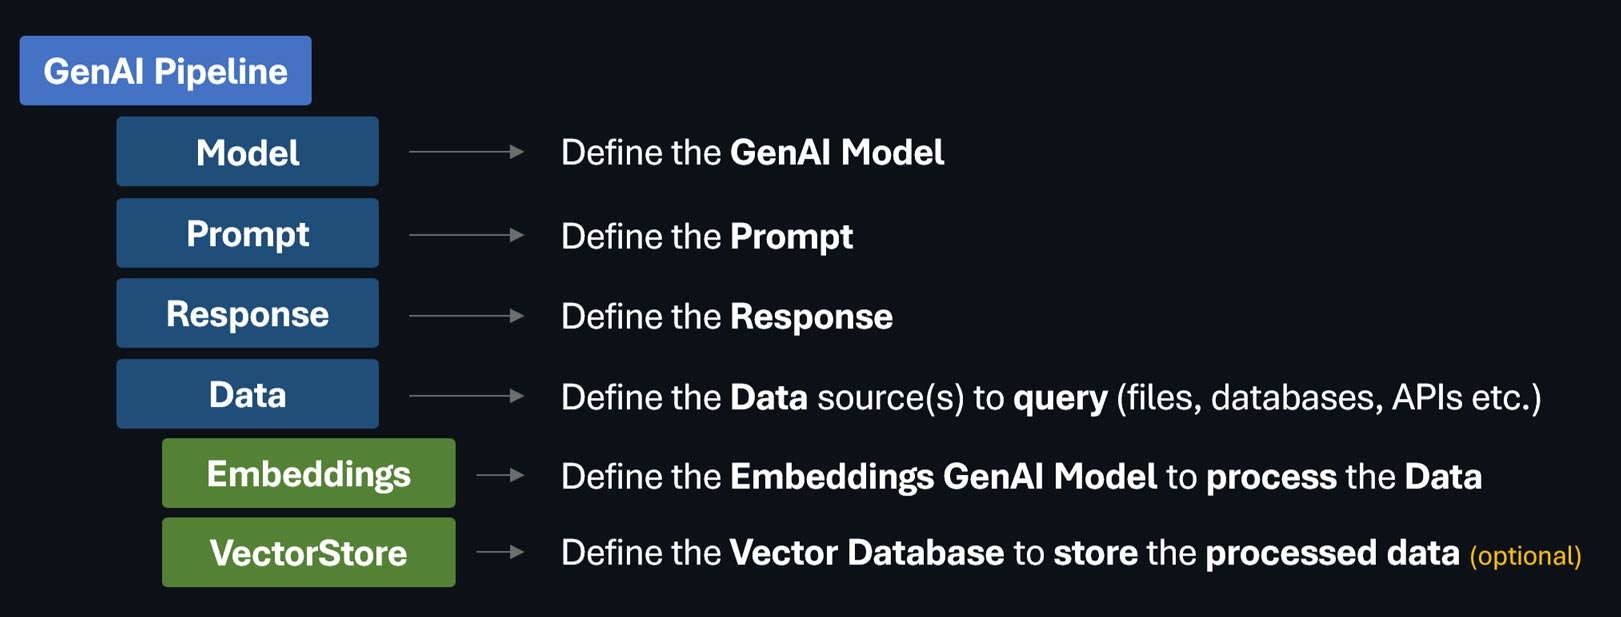 GenAI Pipeline
Model Define the GenAI Model
Prompt Define the Prompt
Response Define the Response
Data Define the Data source(s) to query (files, databases, APIs etc.)
Embeddings Define the Embeddings GenAI Model to process the Data
VectorStore Define the Vector Database to store the processed data (optional)